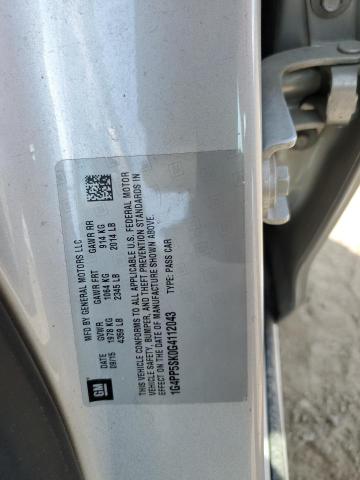 MFD BY GENERAL MOTORS LLC
GVWR GAWR FRT GAWR RR
09/15 1978 KG 1064 KG 914 KG
4359 LB 2345 LB 2014 LB
GM
CONFORMS TO ALL APPLICABLE U.S. FEDERAL MOTOR
VEHICLE SAFETY, BUMPER, AND THEFT PREVENTION STANDARDS IN
EFFECT ON THE DATE OF MANUFACTURE SHOWN ABOVE.
TYPE: PASS CAR
1G4PP5SK0G4112043